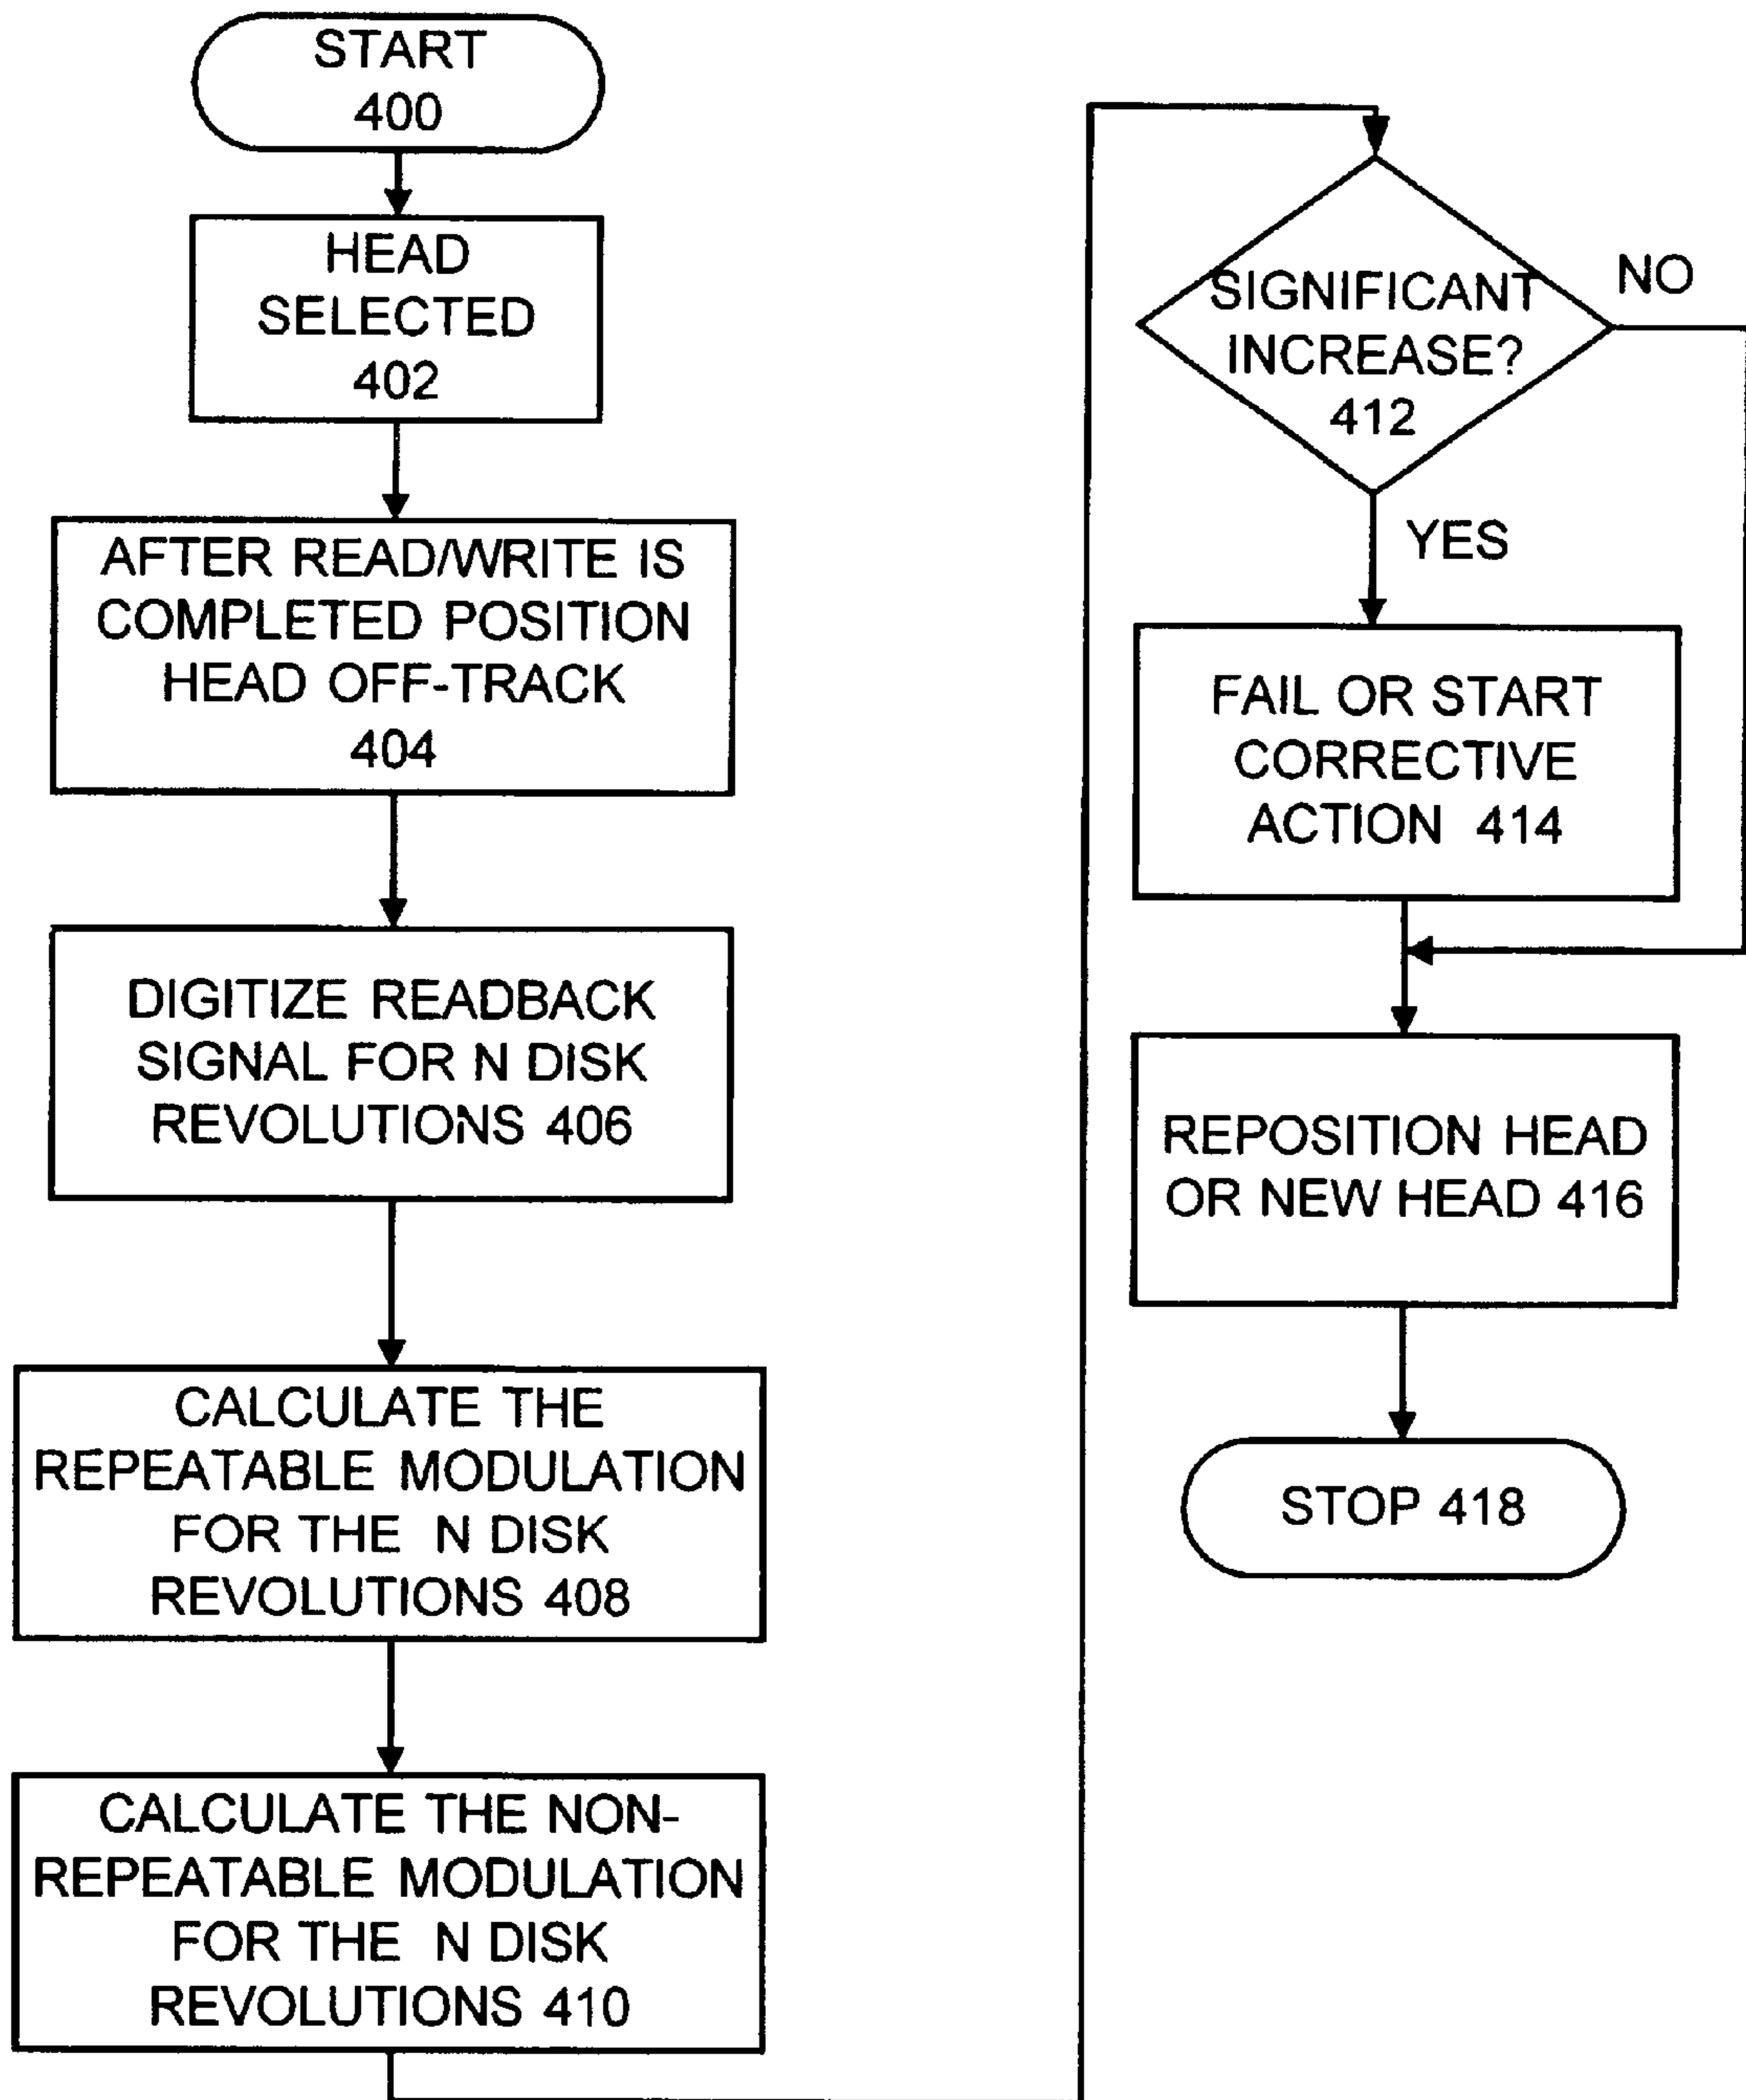 START
400
HEAD
SELECTED
402
AFTER READ/WRITE IS
COMPLETED POSITION
HEAD OFF-TRACK
404
DIGITIZE READBACK
SIGNAL FOR N DISK
REVOLUTIONS 406
CALCULATE THE
REPEATABLE MODULATION
FOR THE N DISK
REVOLUTIONS 408
CALCULATE THE NON-
REPEATABLE MODULATION
FOR THE N DISK
REVOLUTIONS 410
SIGNIFICANT
INCREASE?
412
NO
YES
FAIL OR START
CORRECTIVE
ACTION 414
REPOSITION HEAD
OR NEW HEAD 416
STOP 418